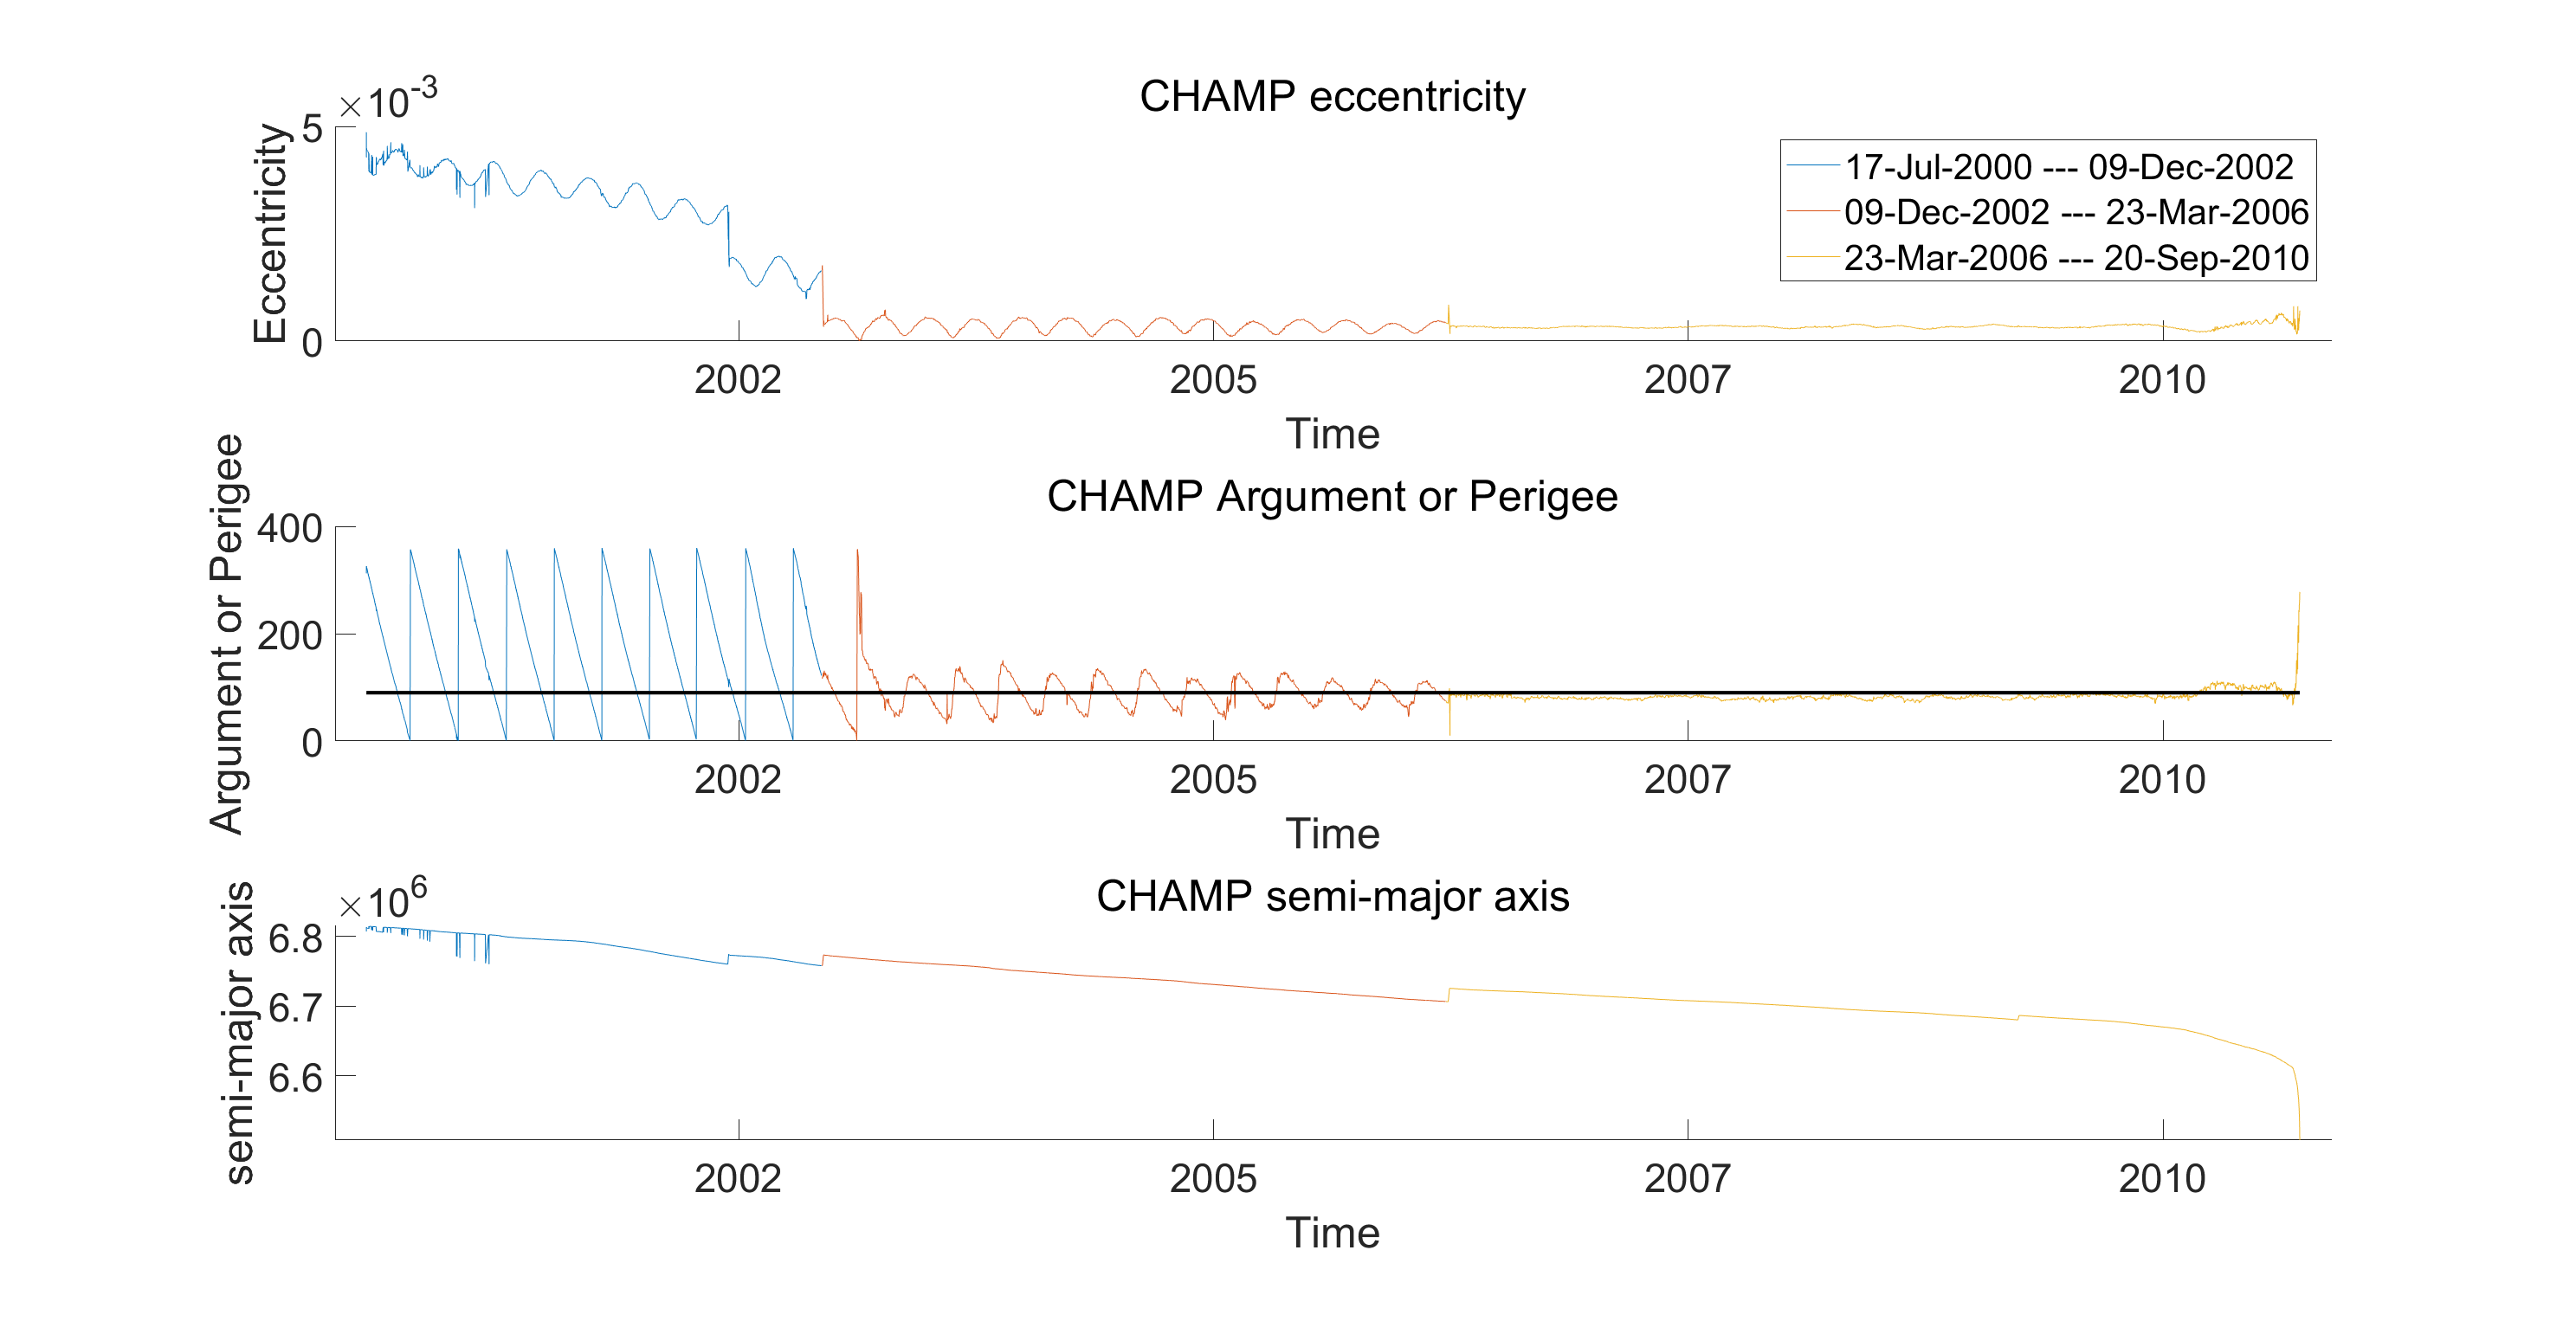 CHAMP eccentricity
×10-3
5
0
Eccentricity
17-Jul-2000 --- 09-Dec-2002
09-Dec-2002 --- 23-Mar-2006
23-Mar-2006 --- 20-Sep-2010
2002 2005 2007 2010
Time
CHAMP Argument or Perigee
400
200
0
Argument or Perigee
2002 2005 2007 2010
Time
CHAMP semi-major axis
×106
6.8
6.7
6.6
semi-major axis
2002 2005 2007 2010
Time